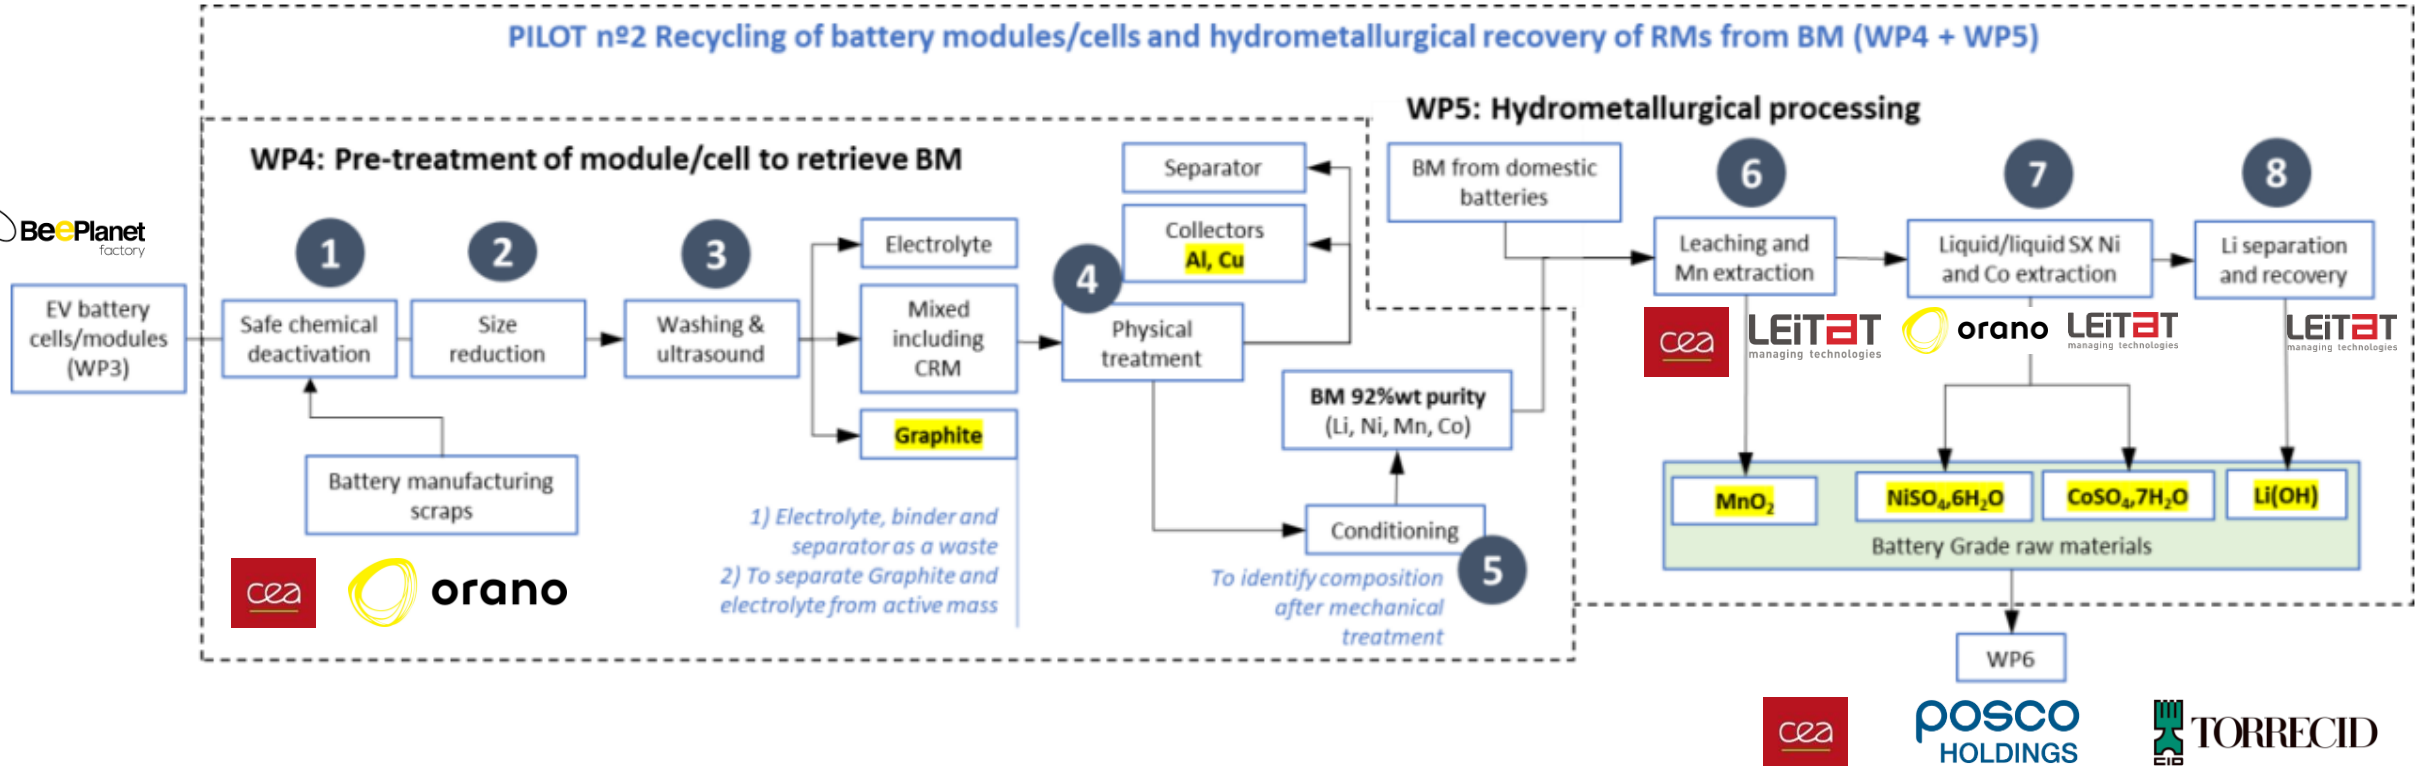 PILOT nº2 Recycling of battery modules/cells and hydrometallurgical recovery of RMs from BM (WP4 + WP5)
WP4: Pre-treatment of module/cell to retrieve BM
WP5: Hydrometallurgical processing
BeePlanet
factory
EV battery
cells/modules
(WP3)
1
Safe chemical
deactivation
Battery manufacturing
scraps
cea
orano
2
Size
reduction
3
Washing &
ultrasound
Electrolyte
Mixed
including
CRM
Graphite
1) Electrolyte, binder and
separator as a waste
2) To separate Graphite and
electrolyte from active mass
4
Physical
treatment
Separator
Collectors
Al, Cu
BM 92%wt purity
(Li, Ni, Mn, Co)
Conditioning
5
To identify composition
after mechanical
treatment
BM from domestic
batteries
6
Leaching and
Mn extraction
cea
LEITAT
managing technologies
7
Liquid/liquid SX Ni
and Co extraction
orano
LEITAT
managing technologies
8
Li separation
and recovery
LEITAT
managing technologies
MnO₂
NiSO₄,6H₂O
CoSO₄,7H₂O
Li(OH)
Battery Grade raw materials
WP6
cea
posco
HOLDINGS
CID
TORRECID